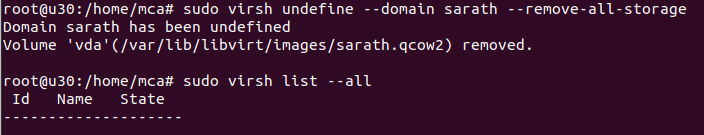 root@u30:/home/mca# sudo virsh undefine --domain sarath --remove-all-storage
Domain sarath has been undefined
Volume 'vda'(/var/lib/libvirt/images/sarath.qcow2) removed.
root@u30:/home/mca# sudo virsh list --all
 Id   Name   State
--------------------